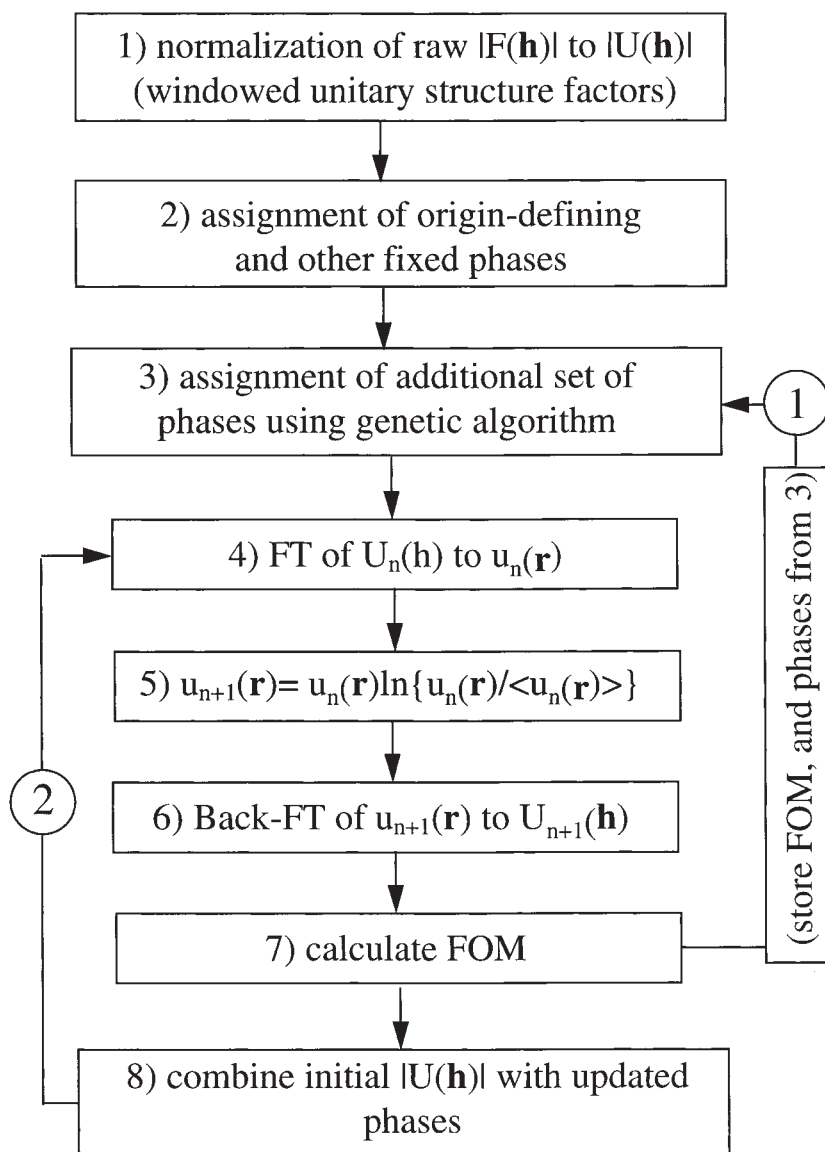 1) normalization of raw |F(h)| to |U(h)|
(windowed unitary structure factors)
2) assignment of origin-defining
and other fixed phases
3) assignment of additional set of
phases using genetic algorithm
1
(store FOM, and phases from 3)
4) FT of Uₙ(h) to uₙ(r)
5) uₙ₊₁(r)= uₙ(r)ln{uₙ(r)/<uₙ(r)>}
2
6) Back-FT of uₙ₊₁(r) to Uₙ₊₁(h)
7) calculate FOM
8) combine initial |U(h)| with updated
phases